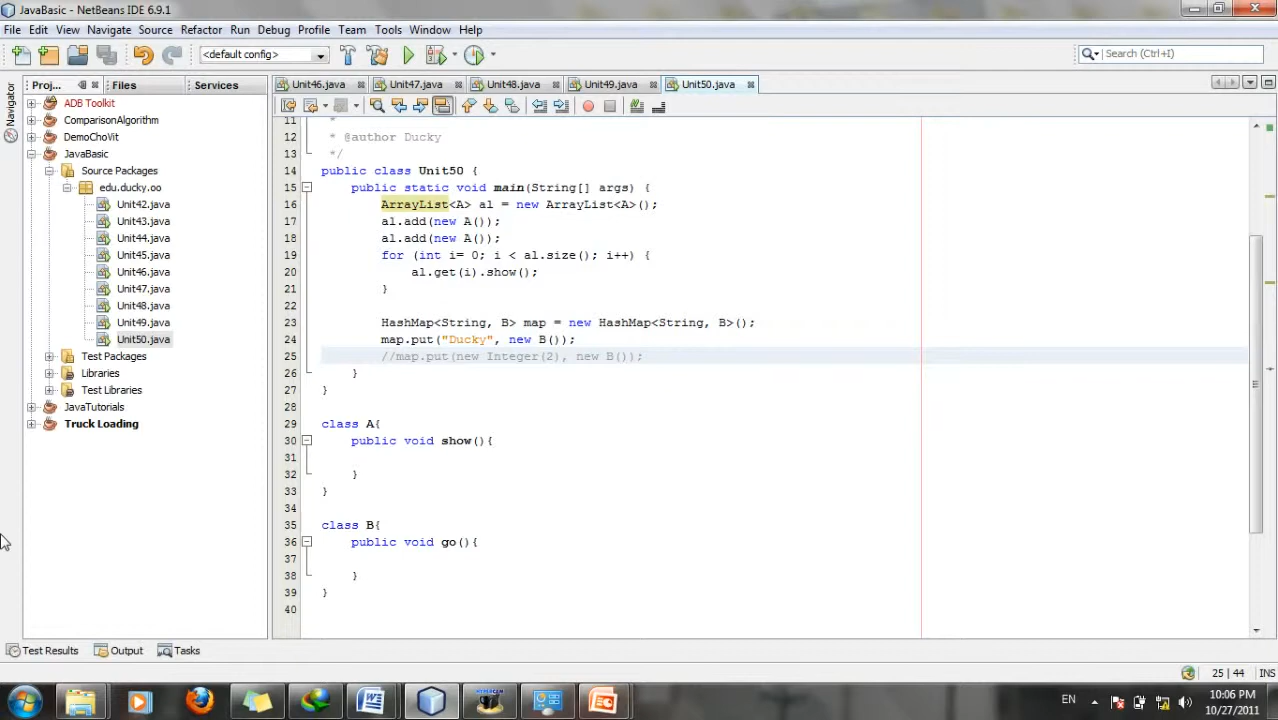 JavaBasic - NetBeans IDE 6.9.1
File Edit View Navigate Source Refactor Run Debug Profile Team Tools Window Help
<default config>
Search (Ctrl+I)
Navigator
Proj... Files Services
ADB Toolkit
ComparisonAlgorithm
DemoChoVit
JavaBasic
Source Packages
edu.ducky.oo
Unit42.java
Unit43.java
Unit44.java
Unit45.java
Unit46.java
Unit47.java
Unit48.java
Unit49.java
Unit50.java
Test Packages
Libraries
Test Libraries
JavaTutorials
Truck Loading
Unit46.java Unit47.java Unit48.java Unit49.java Unit50.java
11 *
12 * @author Ducky
13 */
14 public class Unit50 {
15 public static void main(String[] args) {
16 ArrayList<A> al = new ArrayList<A>();
17 al.add(new A());
18 al.add(new A());
19 for (int i= 0; i < al.size(); i++) {
20 al.get(i).show();
21 }
22
23 HashMap<String, B> map = new HashMap<String, B>();
24 map.put("Ducky", new B());
25 //map.put(new Integer(2), new B());
26 }
27 }
28
29 class A{
30 public void show(){
31
32 }
33 }
34
35 class B{
36 public void go(){
37
38 }
39 }
40
Test Results Output Tasks
25 | 44 INS
EN
10:06 PM
10/27/2011